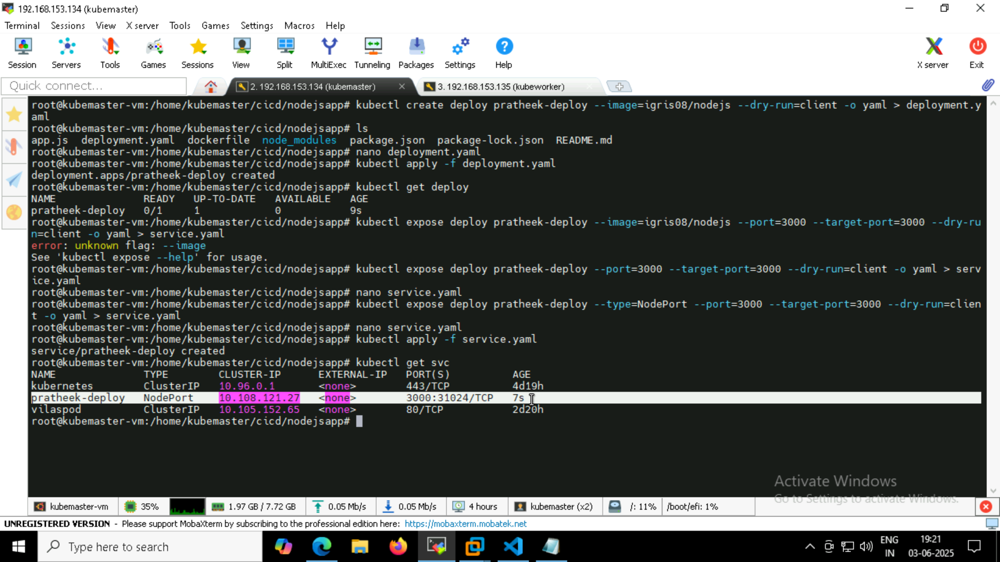 192.168.153.134 (kubemaster)
Terminal Sessions View X server Tools Games Settings Macros Help
Session Servers Tools Games Sessions View Split MultiExec Tunneling Packages Settings Help X server Exit
Quick connect...
2. 192.168.153.134 (kubemaster)
3. 192.168.153.135 (kubeworker)
root@kubemaster-vm:/home/kubemaster/cicd/nodejsapp# kubectl create deploy pratheek-deploy --image=igris08/nodejs --dry-run=client -o yaml > deployment.y
aml
root@kubemaster-vm:/home/kubemaster/cicd/nodejsapp# ls
app.js deployment.yaml dockerfile node_modules package.json package-lock.json README.md
root@kubemaster-vm:/home/kubemaster/cicd/nodejsapp# nano deployment.yaml
root@kubemaster-vm:/home/kubemaster/cicd/nodejsapp# kubectl apply -f deployment.yaml
deployment.apps/pratheek-deploy created
root@kubemaster-vm:/home/kubemaster/cicd/nodejsapp# kubectl get deploy
NAME READY UP-TO-DATE AVAILABLE AGE
pratheek-deploy 0/1 1 0 9s
root@kubemaster-vm:/home/kubemaster/cicd/nodejsapp# kubectl expose deploy pratheek-deploy --image=igris08/nodejs --port=3000 --target-port=3000 --dry-ru
n=client -o yaml > service.yaml
error: unknown flag: --image
See 'kubectl expose --help' for usage.
root@kubemaster-vm:/home/kubemaster/cicd/nodejsapp# kubectl expose deploy pratheek-deploy --port=3000 --target-port=3000 --dry-run=client -o yaml > serv
ice.yaml
root@kubemaster-vm:/home/kubemaster/cicd/nodejsapp# nano service.yaml
root@kubemaster-vm:/home/kubemaster/cicd/nodejsapp# kubectl expose deploy pratheek-deploy --type=NodePort --port=3000 --target-port=3000 --dry-run=clien
t -o yaml > service.yaml
root@kubemaster-vm:/home/kubemaster/cicd/nodejsapp# nano service.yaml
root@kubemaster-vm:/home/kubemaster/cicd/nodejsapp# kubectl apply -f service.yaml
service/pratheek-deploy created
root@kubemaster-vm:/home/kubemaster/cicd/nodejsapp# kubectl get svc
NAME TYPE CLUSTER-IP EXTERNAL-IP PORT(S) AGE
kubernetes ClusterIP 10.96.0.1 <none> 443/TCP 4d19h
pratheek-deploy NodePort 10.108.121.27 <none> 3000:31024/TCP 7s
vilaspod ClusterIP 10.105.152.65 <none> 80/TCP 2d20h
root@kubemaster-vm:/home/kubemaster/cicd/nodejsapp#
Activate Windows
Go to Settings to activate Windows.
kubemaster-vm 35% 1.97 GB / 7.72 GB 0.05 Mb/s 0.05 Mb/s 4 hours kubemaster (x2) /: 11% /boot/efi: 1%
UNREGISTERED VERSION - Please support MobaXterm by subscribing to the professional edition here: https://mobaxterm.mobatek.net
Type here to search
ENG 19:21
IN 03-06-2025